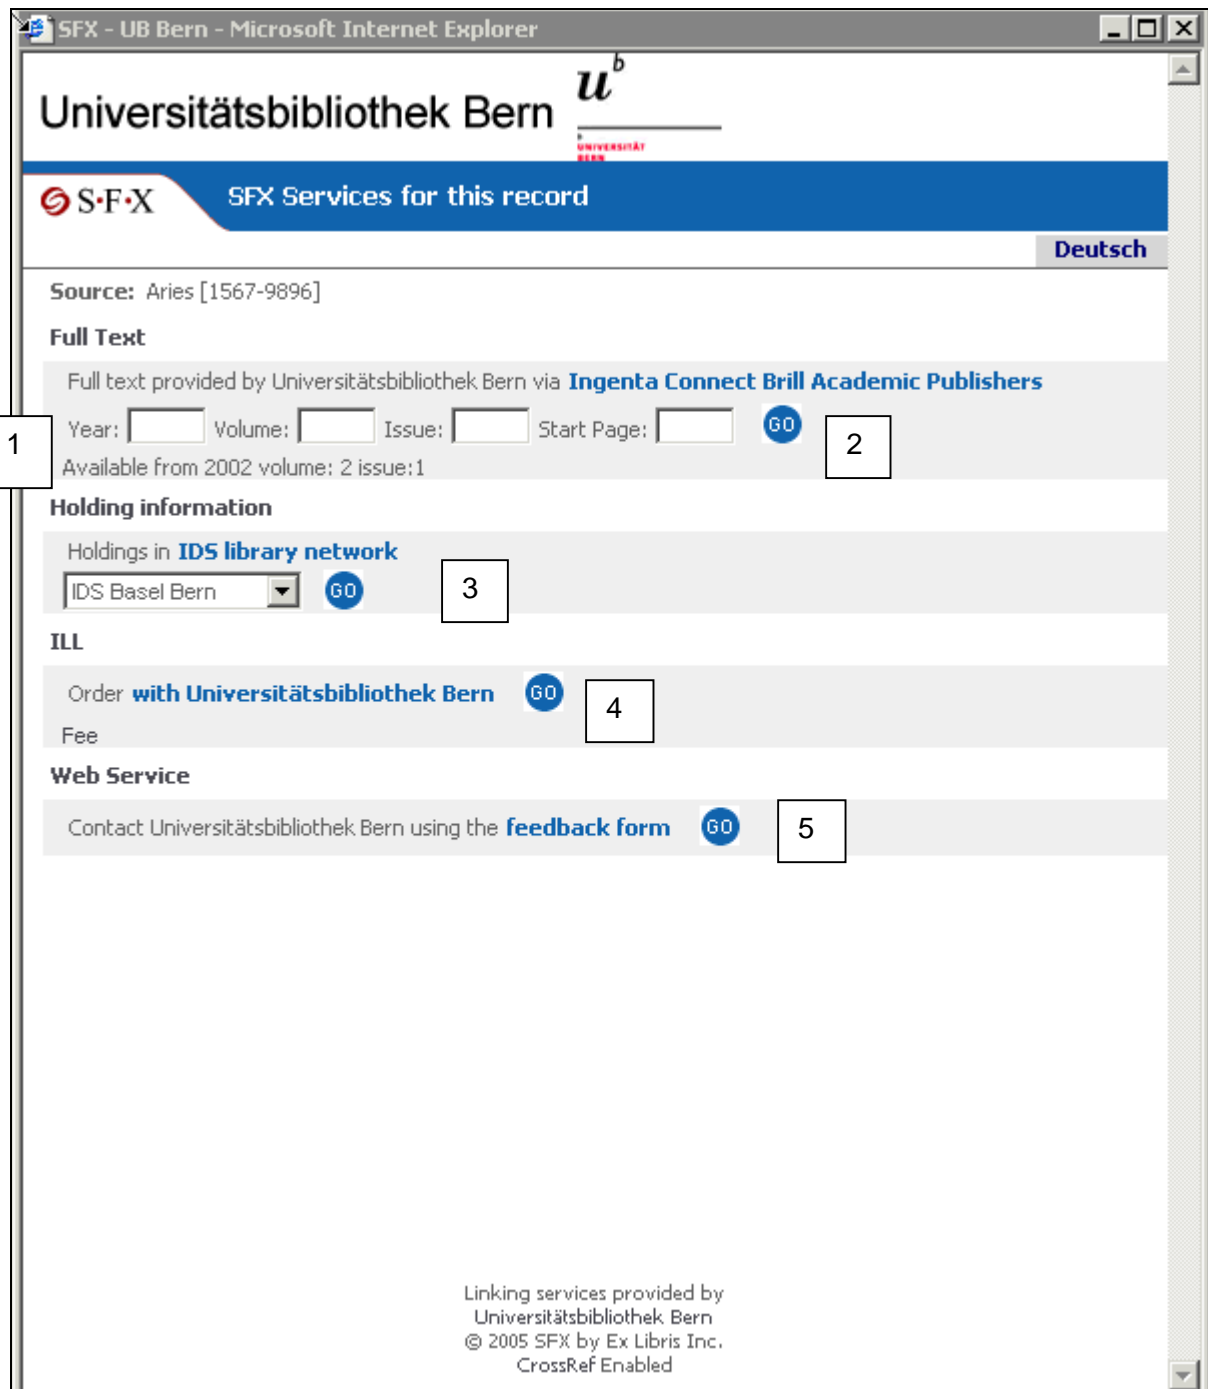 SFX - UB Bern - Microsoft Internet Explorer
Universitätsbibliothek Bern
u b
b
UNIVERSITÄT
BERN
S·F·X SFX Services for this record
Deutsch
Source: Aries [1567-9896]
Full Text
Full text provided by Universitätsbibliothek Bern via Ingenta Connect Brill Academic Publishers
1 Year: Volume: Issue: Start Page: GO 2
Available from 2002 volume: 2 issue:1
Holding information
Holdings in IDS library network
IDS Basel Bern GO 3
ILL
Order with Universitätsbibliothek Bern GO 4
Fee
Web Service
Contact Universitätsbibliothek Bern using the feedback form GO 5
Linking services provided by
Universitätsbibliothek Bern
© 2005 SFX by Ex Libris Inc.
CrossRef Enabled